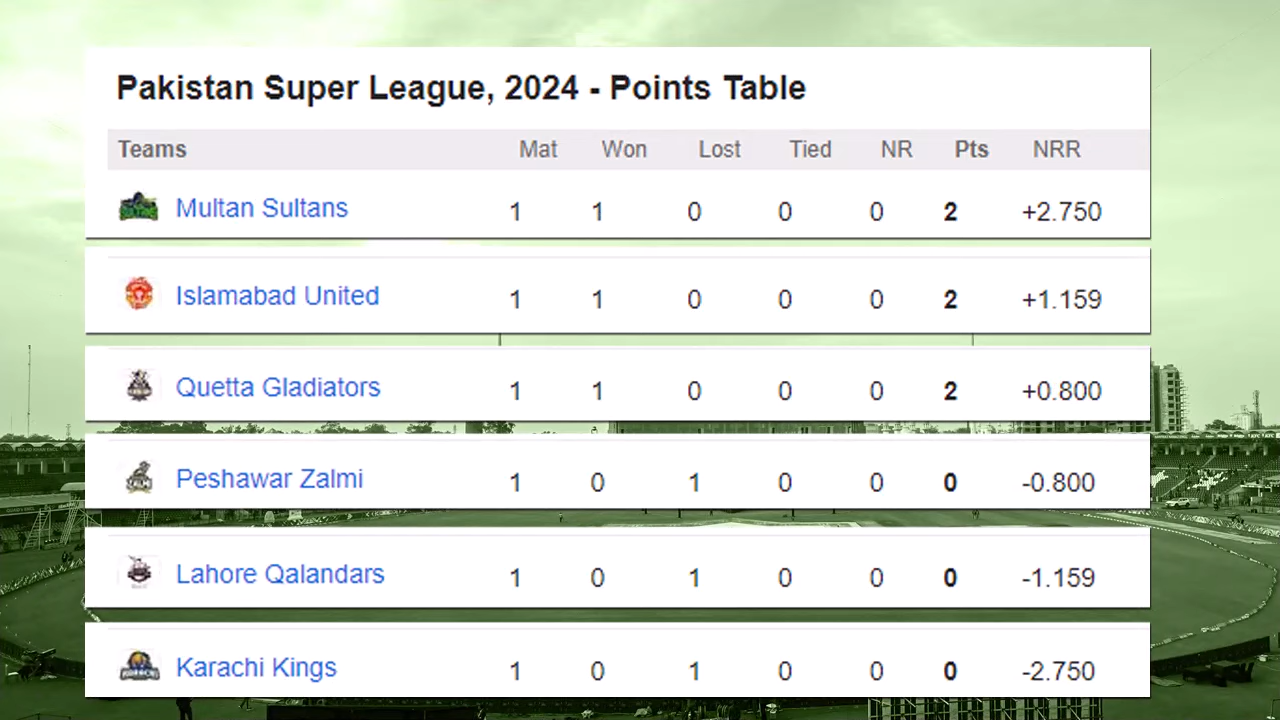 Pakistan Super League, 2024 - Points Table
Teams Mat Won Lost Tied NR Pts NRR
Multan Sultans 1 1 0 0 0 2 +2.750
Islamabad United 1 1 0 0 0 2 +1.159
Quetta Gladiators 1 1 0 0 0 2 +0.800
Peshawar Zalmi 1 0 1 0 0 0 -0.800
Lahore Qalandars 1 0 1 0 0 0 -1.159
Karachi Kings 1 0 1 0 0 0 -2.750